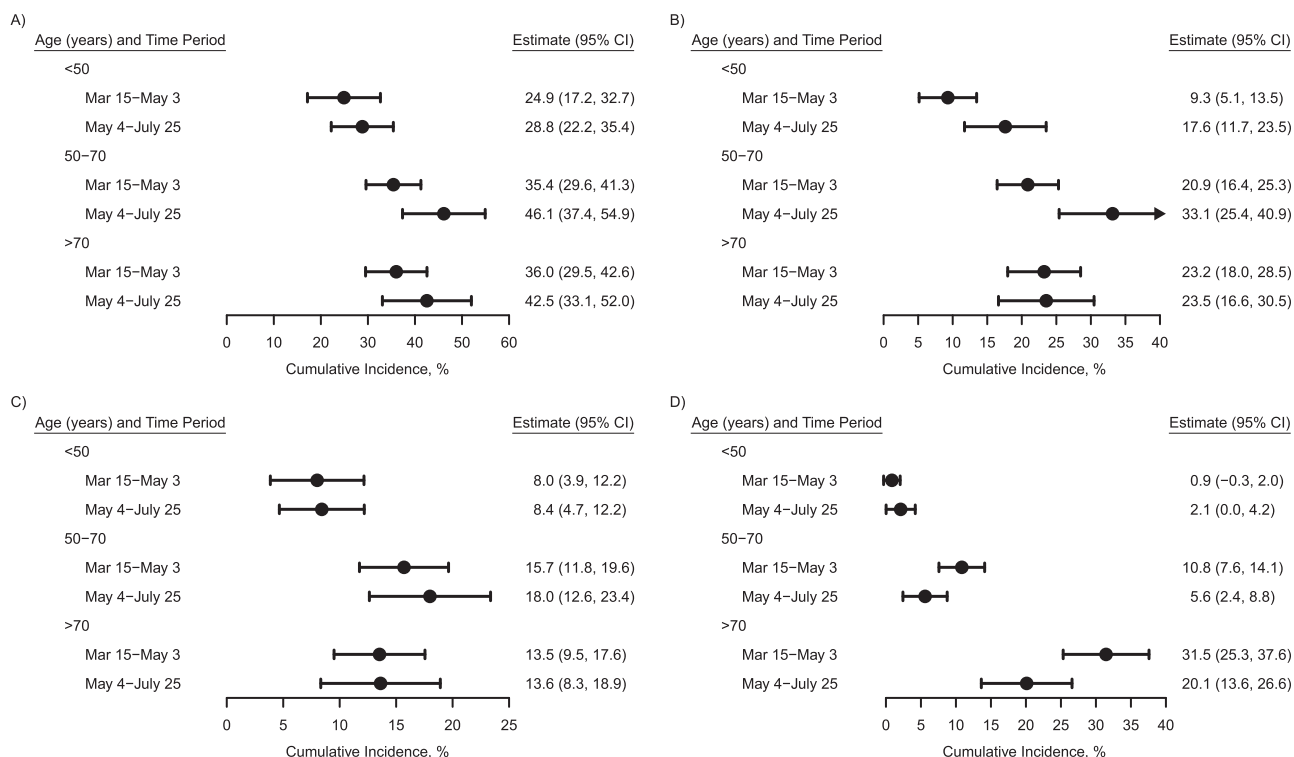 A)
Age (years) and Time Period Estimate (95% CI)
<50
Mar 15−May 3 24.9 (17.2, 32.7)
May 4−July 25 28.8 (22.2, 35.4)
50−70
Mar 15−May 3 35.4 (29.6, 41.3)
May 4−July 25 46.1 (37.4, 54.9)
>70
Mar 15−May 3 36.0 (29.5, 42.6)
May 4−July 25 42.5 (33.1, 52.0)
0 10 20 30 40 50 60
Cumulative Incidence, %
B)
Age (years) and Time Period Estimate (95% CI)
<50
Mar 15−May 3 9.3 (5.1, 13.5)
May 4−July 25 17.6 (11.7, 23.5)
50−70
Mar 15−May 3 20.9 (16.4, 25.3)
May 4−July 25 33.1 (25.4, 40.9)
>70
Mar 15−May 3 23.2 (18.0, 28.5)
May 4−July 25 23.5 (16.6, 30.5)
0 5 10 15 20 25 30 35 40
Cumulative Incidence, %
C)
Age (years) and Time Period Estimate (95% CI)
<50
Mar 15−May 3 8.0 (3.9, 12.2)
May 4−July 25 8.4 (4.7, 12.2)
50−70
Mar 15−May 3 15.7 (11.8, 19.6)
May 4−July 25 18.0 (12.6, 23.4)
>70
Mar 15−May 3 13.5 (9.5, 17.6)
May 4−July 25 13.6 (8.3, 18.9)
0 5 10 15 20 25
Cumulative Incidence, %
D)
Age (years) and Time Period Estimate (95% CI)
<50
Mar 15−May 3 0.9 (−0.3, 2.0)
May 4−July 25 2.1 (0.0, 4.2)
50−70
Mar 15−May 3 10.8 (7.6, 14.1)
May 4−July 25 5.6 (2.4, 8.8)
>70
Mar 15−May 3 31.5 (25.3, 37.6)
May 4−July 25 20.1 (13.6, 26.6)
0 5 10 15 20 25 30 35 40
Cumulative Incidence, %